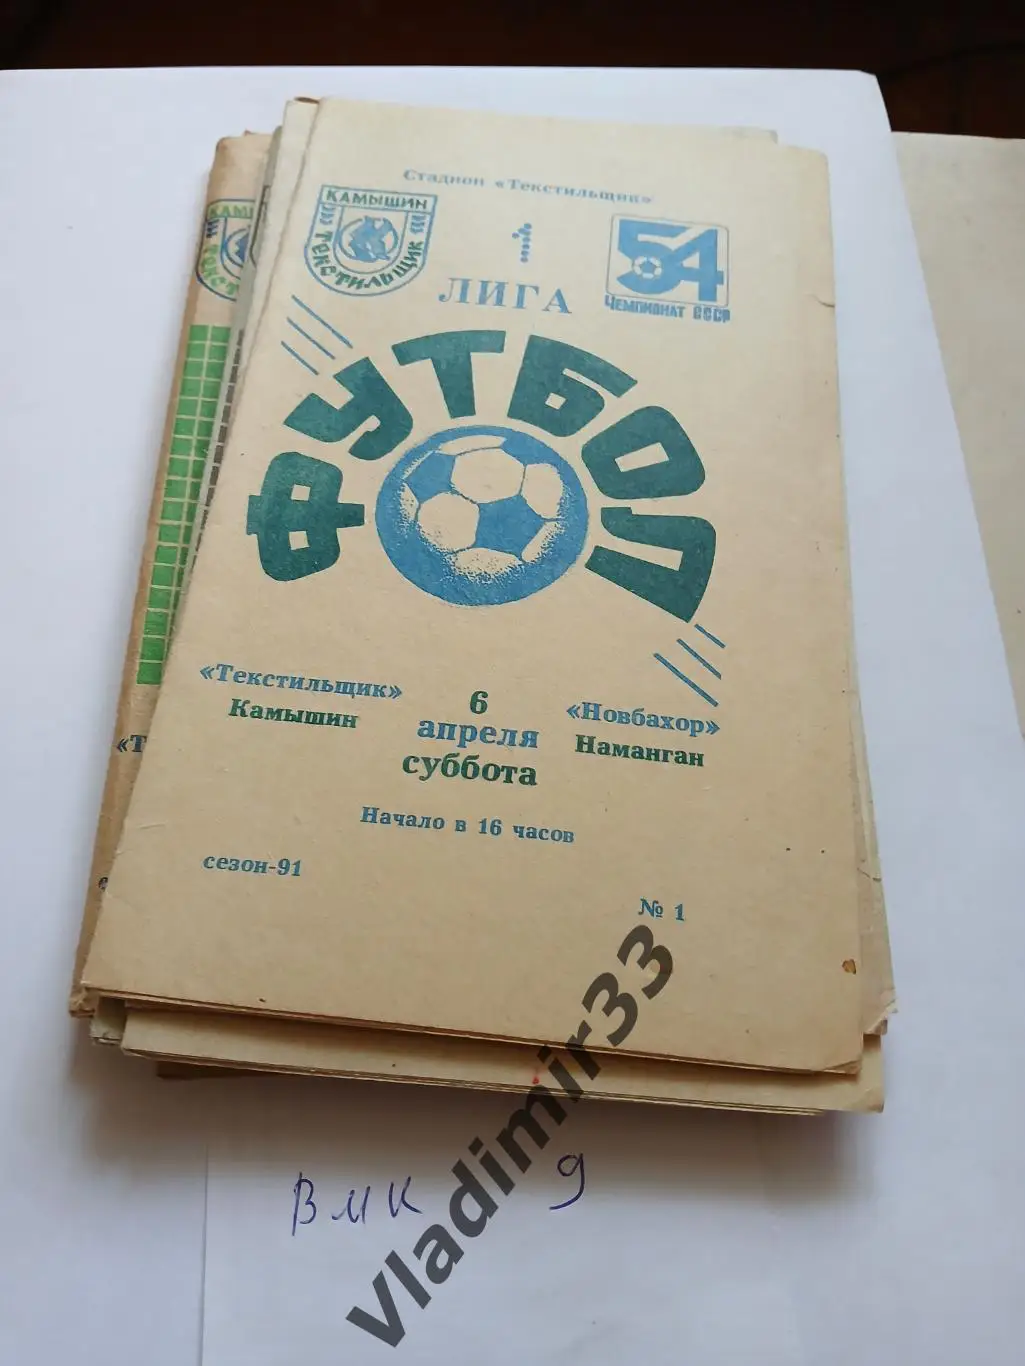 Стадион «Текстильщик»
КАМЫШИН
ТЕКСТИЛЬЩИК
1
ЛИГА
54
ЧЕМПИОНАТ СССР
ФУТБОЛ
«Текстильщик»
Камышин
6
апреля
суббота
«Новбахор»
Наманган
Начало в 16 часов
сезон-91
№ 1
КАМЫШИН
«Т
вмк 9
Vladimir33